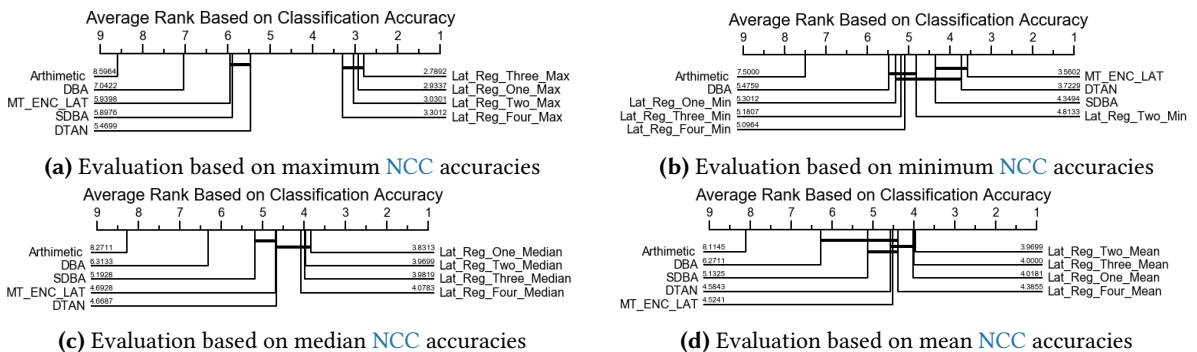 Average Rank Based on Classification Accuracy
9 8 7 6 5 4 3 2 1
Arthimetic 8.5964
DBA 7.0422
MT_ENC_LAT 5.9398
SDBA 5.8976
DTAN 5.4699
2.7892 Lat_Reg_Three_Max
2.9337 Lat_Reg_One_Max
3.0301 Lat_Reg_Two_Max
3.3012 Lat_Reg_Four_Max
(a) Evaluation based on maximum NCC accuracies
Average Rank Based on Classification Accuracy
9 8 7 6 5 4 3 2 1
Arthimetic 7.5000
DBA 5.4759
Lat_Reg_One_Min 5.3012
Lat_Reg_Three_Min 5.1807
Lat_Reg_Four_Min 5.0964
3.5602 MT_ENC_LAT
3.7229 DTAN
4.3494 SDBA
4.8133 Lat_Reg_Two_Min
(b) Evaluation based on minimum NCC accuracies
Average Rank Based on Classification Accuracy
9 8 7 6 5 4 3 2 1
Arthimetic 8.2711
DBA 6.3133
SDBA 5.1928
MT_ENC_LAT 4.6928
DTAN 4.6687
3.8313 Lat_Reg_One_Median
3.9699 Lat_Reg_Two_Median
3.9819 Lat_Reg_Three_Median
4.0783 Lat_Reg_Four_Median
(c) Evaluation based on median NCC accuracies
Average Rank Based on Classification Accuracy
9 8 7 6 5 4 3 2 1
Arthimetic 8.1145
DBA 6.2711
SDBA 5.1325
DTAN 4.5843
MT_ENC_LAT 4.5241
3.9699 Lat_Reg_Two_Mean
4.0000 Lat_Reg_Three_Mean
4.0181 Lat_Reg_One_Mean
4.3855 Lat_Reg_Four_Mean
(d) Evaluation based on mean NCC accuracies